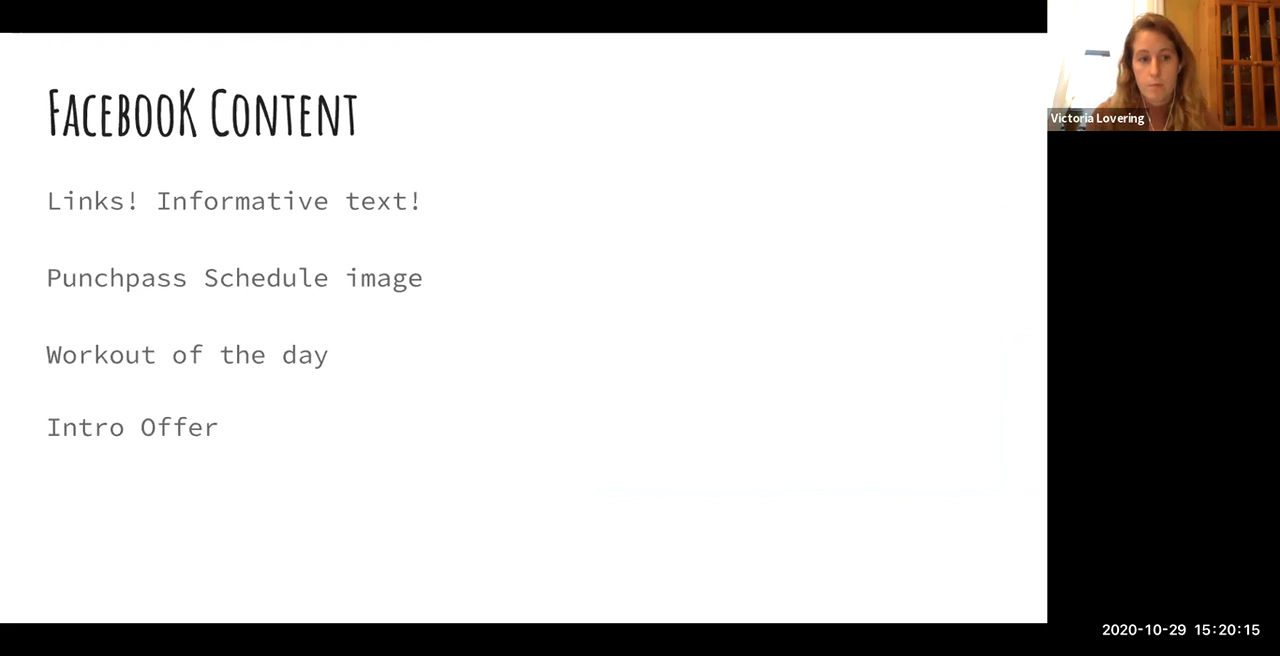 Facebook Content
Links! Informative text!
Punchpass Schedule image
Workout of the day
Intro Offer
Victoria Lovering
2020-10-29 15:20:15